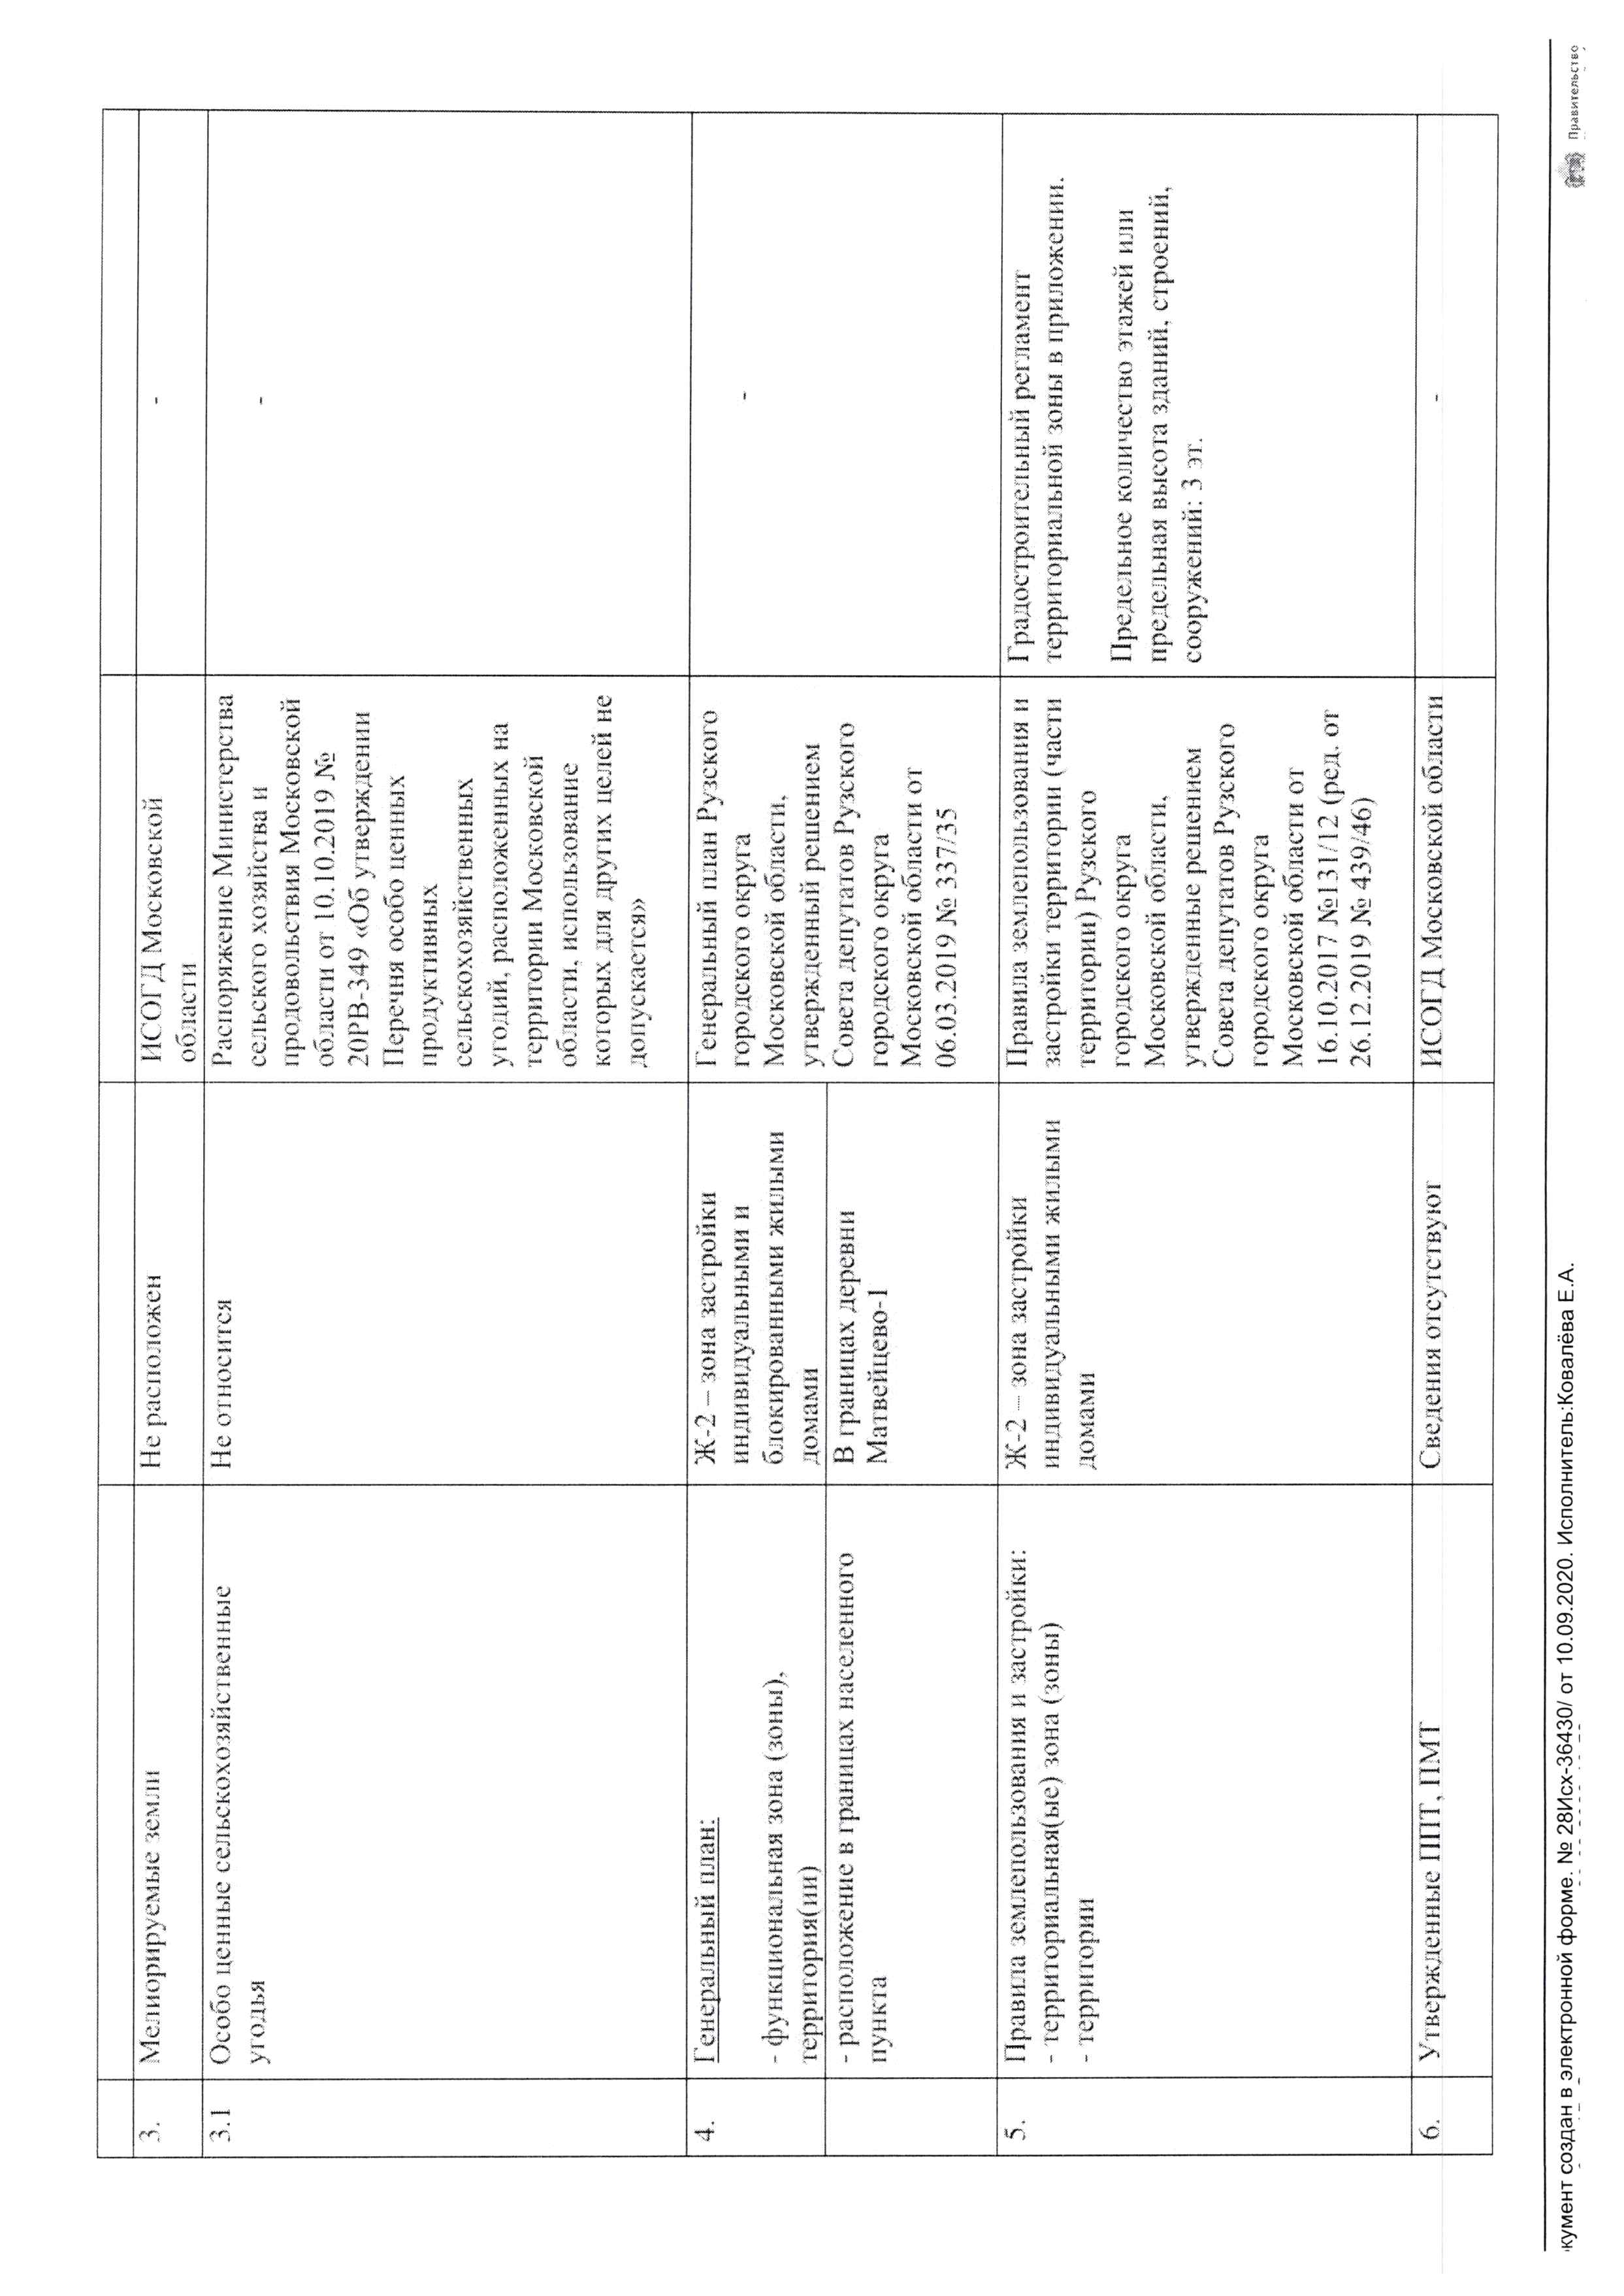 3.
Мелиорируемые земли
Не расположен
ИСОГД Московской
области
-
3.1
Особо ценные сельскохозяйственные
угодья
Не относится
Распоряжение Министерства
сельского хозяйства и
продовольствия Московской
области от 10.10.2019 №
20РВ-349 «Об утверждении
Перечня особо ценных
продуктивных
сельскохозяйственных
угодий, расположенных на
территории Московской
области, использование
которых для других целей не
допускается»
-
4.
Генеральный план:
- функциональная зона (зоны),
территория(ии)
Ж-2 – зона застройки
индивидуальными и
блокированными жилыми
домами
Генеральный план Рузского
городского округа
Московской области,
утвержденный решением
Совета депутатов Рузского
городского округа
Московской области от
06.03.2019 № 337/35
-
- расположение в границах населенного
пункта
В границах деревни
Матвейцево-1
5.
Правила землепользования и застройки:
- территориальная(ые) зона (зоны)
- территории
Ж-2 – зона застройки
индивидуальными жилыми
домами
Правила землепользования и
застройки территории (части
территории) Рузского
городского округа
Московской области,
утвержденные решением
Совета депутатов Рузского
городского округа
Московской области от
16.10.2017 №131/12 (ред. от
26.12.2019 № 439/46)
Градостроительный регламент
территориальной зоны в приложении.
Предельное количество этажей или
предельная высота зданий, строений,
сооружений: 3 эт.
6.
Утвержденные ППТ, ПМТ
Сведения отсутствуют
ИСОГД Московской области
-
кумент создан в электронной форме. № 28Исх-36430/ от 10.09.2020. Исполнитель:Ковалёва Е.А.
Правительство